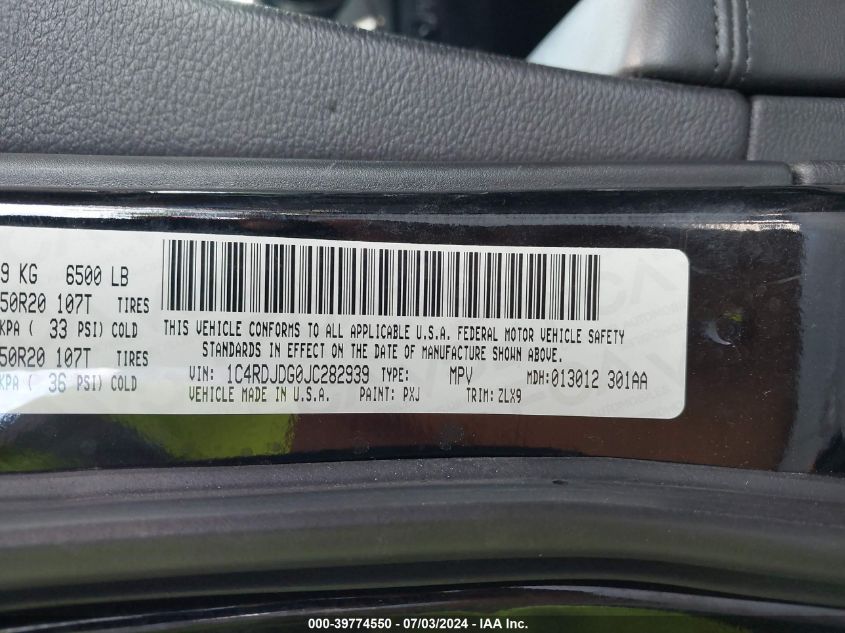 9 KG 6500 LB
50R20 107T TIRES
KPA ( 33 PSI) COLD
50R20 107T TIRES
KPA ( 36 PSI) COLD
THIS VEHICLE CONFORMS TO ALL APPLICABLE U.S.A. FEDERAL MOTOR VEHICLE SAFETY
STANDARDS IN EFFECT ON THE DATE OF MANUFACTURE SHOWN ABOVE.
VIN: 1C4RDJDG0JC282939 TYPE: MPV MDH:013012 301AA
VEHICLE MADE IN U.S.A. PAINT: PXJ TRIM:ZLX9
000-39774550 - 07/03/2024 - IAA Inc.